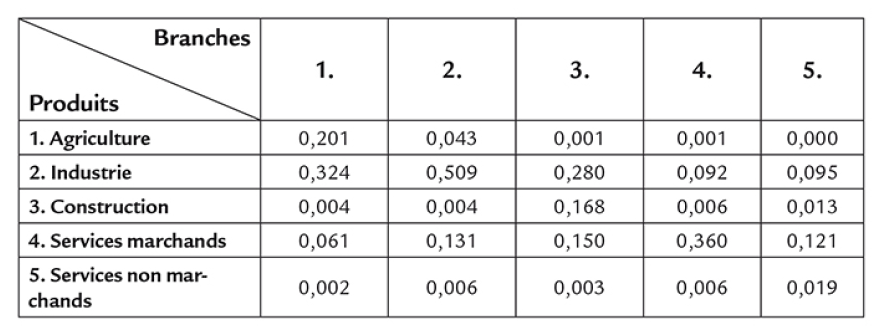 Branches
Produits
1. 2. 3. 4. 5.
1. Agriculture 0,201 0,043 0,001 0,001 0,000
2. Industrie 0,324 0,509 0,280 0,092 0,095
3. Construction 0,004 0,004 0,168 0,006 0,013
4. Services marchands 0,061 0,131 0,150 0,360 0,121
5. Services non mar-
chands 0,002 0,006 0,003 0,006 0,019